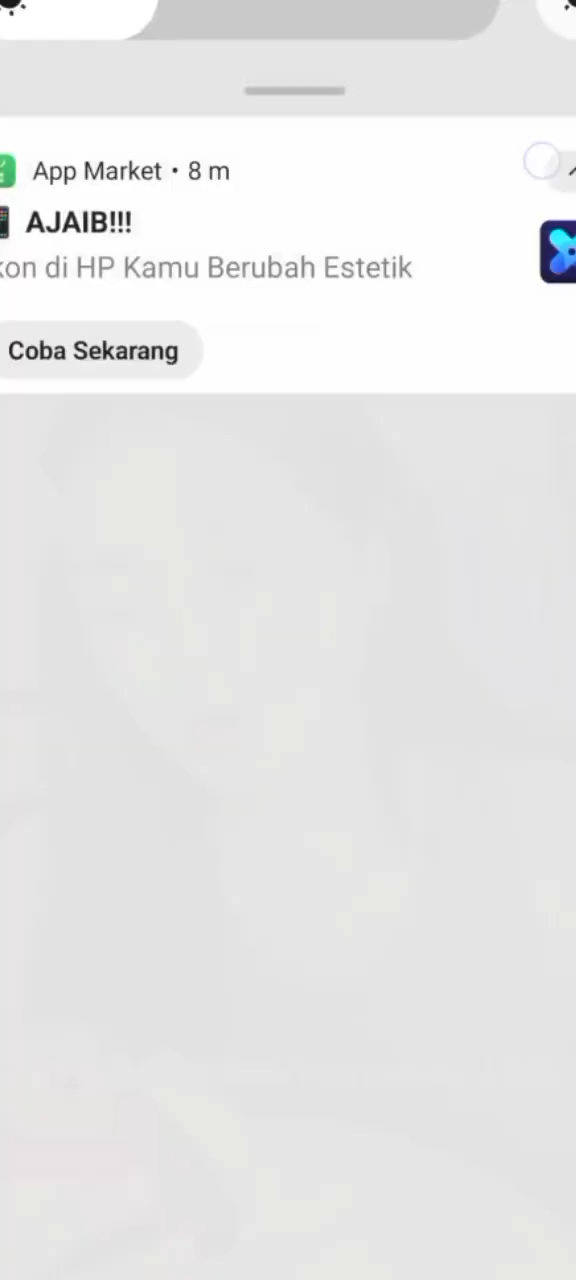 App Market • 8 m
AJAIB!!!
kon di HP Kamu Berubah Estetik
Coba Sekarang